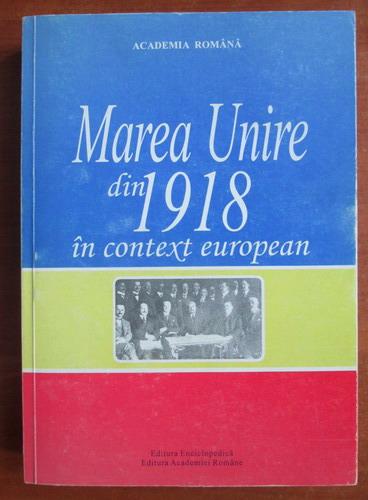 ACADEMIA ROMÂNĂ
Marea Unire
din 1918
în context european
Editura Enciclopedică
Editura Academiei Române